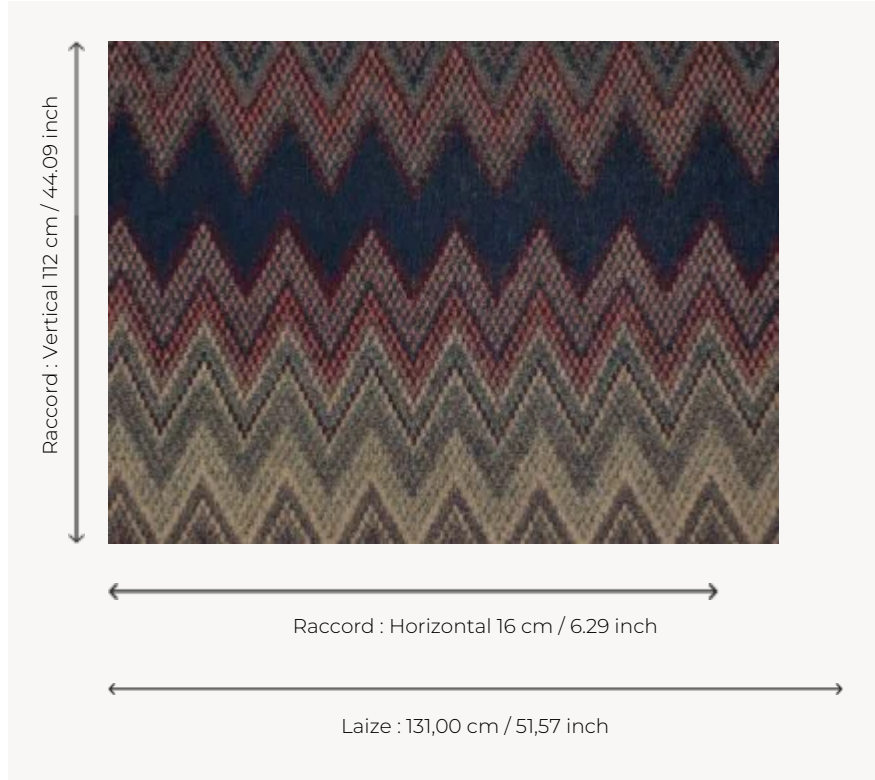 Raccord : Vertical 112 cm / 44.09 inch
Raccord : Horizontal 16 cm / 6.29 inch
Laize : 131,00 cm / 51,57 inch